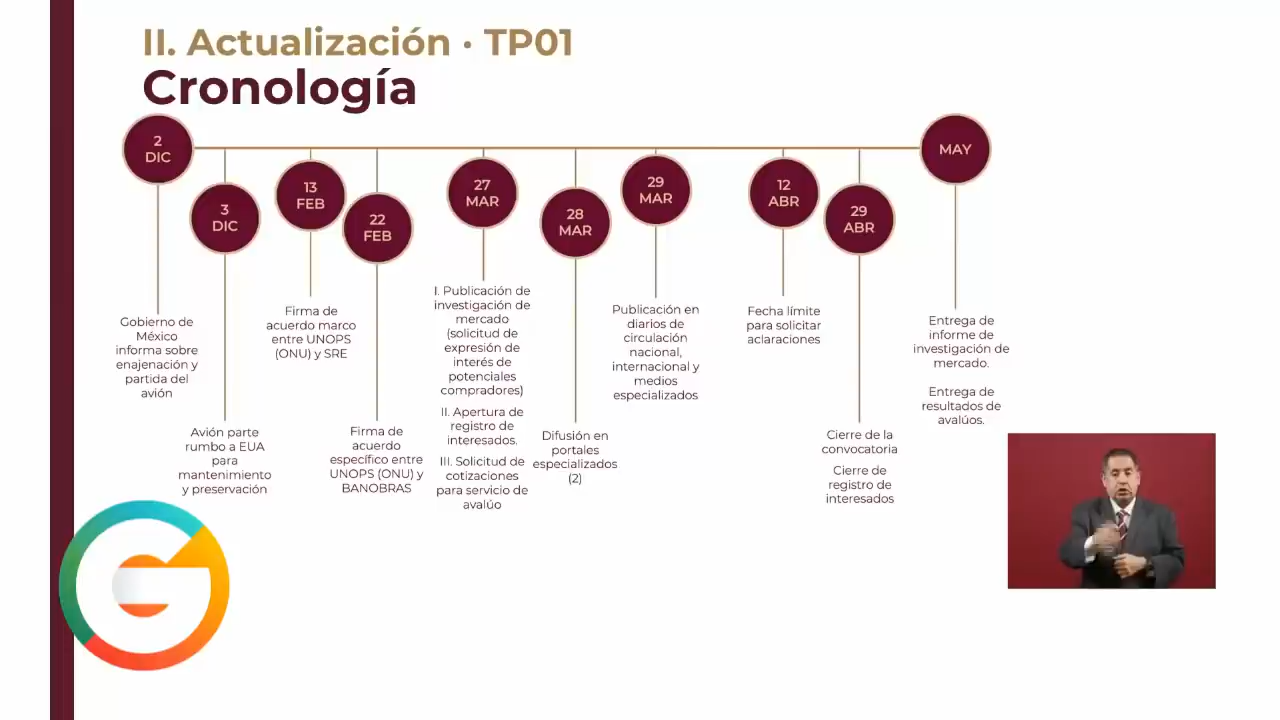 II. Actualización · TP01
Cronología
2
DIC
Gobierno de
México
informa sobre
enajenación y
partida del
avión
3
DIC
Avión parte
rumbo a EUA
para
mantenimiento
y preservación
13
FEB
Firma de
acuerdo marco
entre UNOPS
(ONU) y SRE
22
FEB
Firma de
acuerdo
específico entre
UNOPS (ONU) y
BANOBRAS
27
MAR
I. Publicación de
investigación de
mercado
(solicitud de
expresión de
interés de
potenciales
compradores)
II. Apertura de
registro de
interesados.
III. Solicitud de
cotizaciones
para servicio de
avalúo
28
MAR
Difusión en
portales
especializados
(2)
29
MAR
Publicación en
diarios de
circulación
nacional,
internacional y
medios
especializados
12
ABR
Fecha límite
para solicitar
aclaraciones
29
ABR
Cierre de la
convocatoria
Cierre de
registro de
interesados
MAY
Entrega de
informe de
investigación de
mercado.
Entrega de
resultados de
avalúos.
G